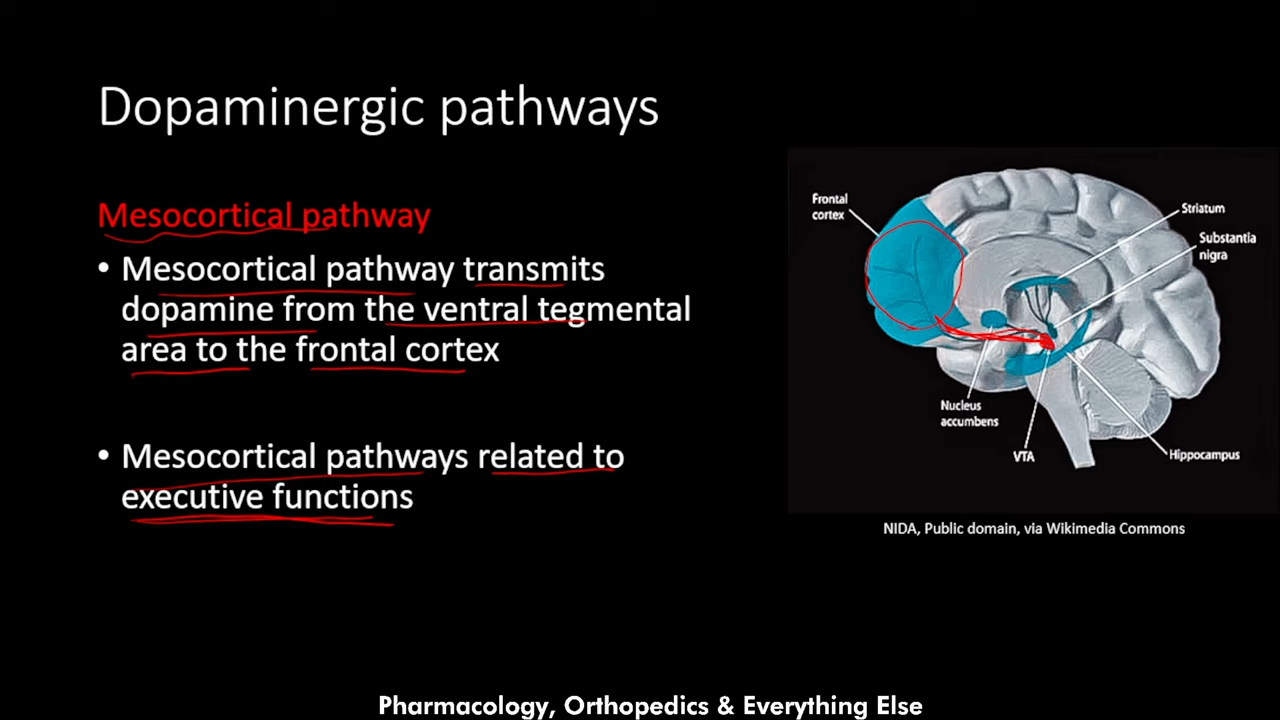 Dopaminergic pathways
Mesocortical pathway
• Mesocortical pathway transmits
dopamine from the ventral tegmental
area to the frontal cortex
• Mesocortical pathways related to
executive functions
Frontal
cortex
Striatum
Substantia
nigra
Nucleus
accumbens
VTA
Hippocampus
NIDA, Public domain, via Wikimedia Commons
Pharmacology, Orthopedics & Everything Else